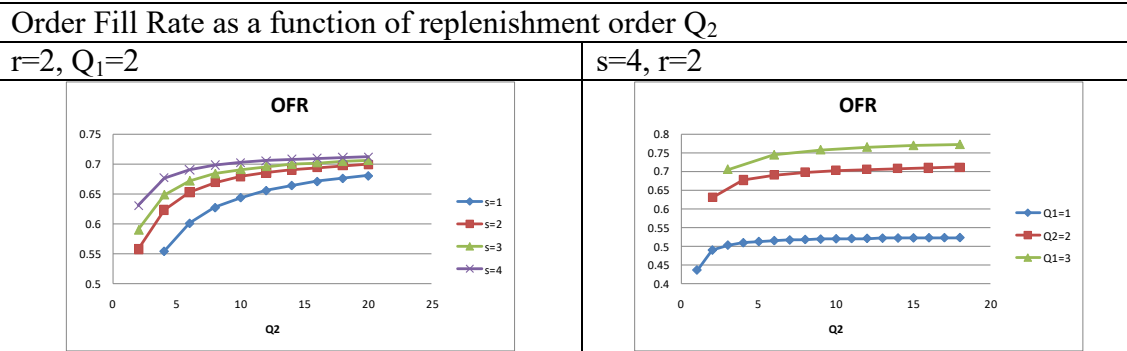 Order Fill Rate as a function of replenishment order Q₂
r=2, Q₁=2
s=4, r=2
OFR
0.75
0.7
0.65
0.6
0.55
0.5
0
5
10
15
20
25
Q2
s=1
s=2
s=3
s=4
OFR
0.8
0.75
0.7
0.65
0.6
0.55
0.5
0.45
0.4
0
5
10
15
20
Q2
Q1=1
Q2=2
Q1=3